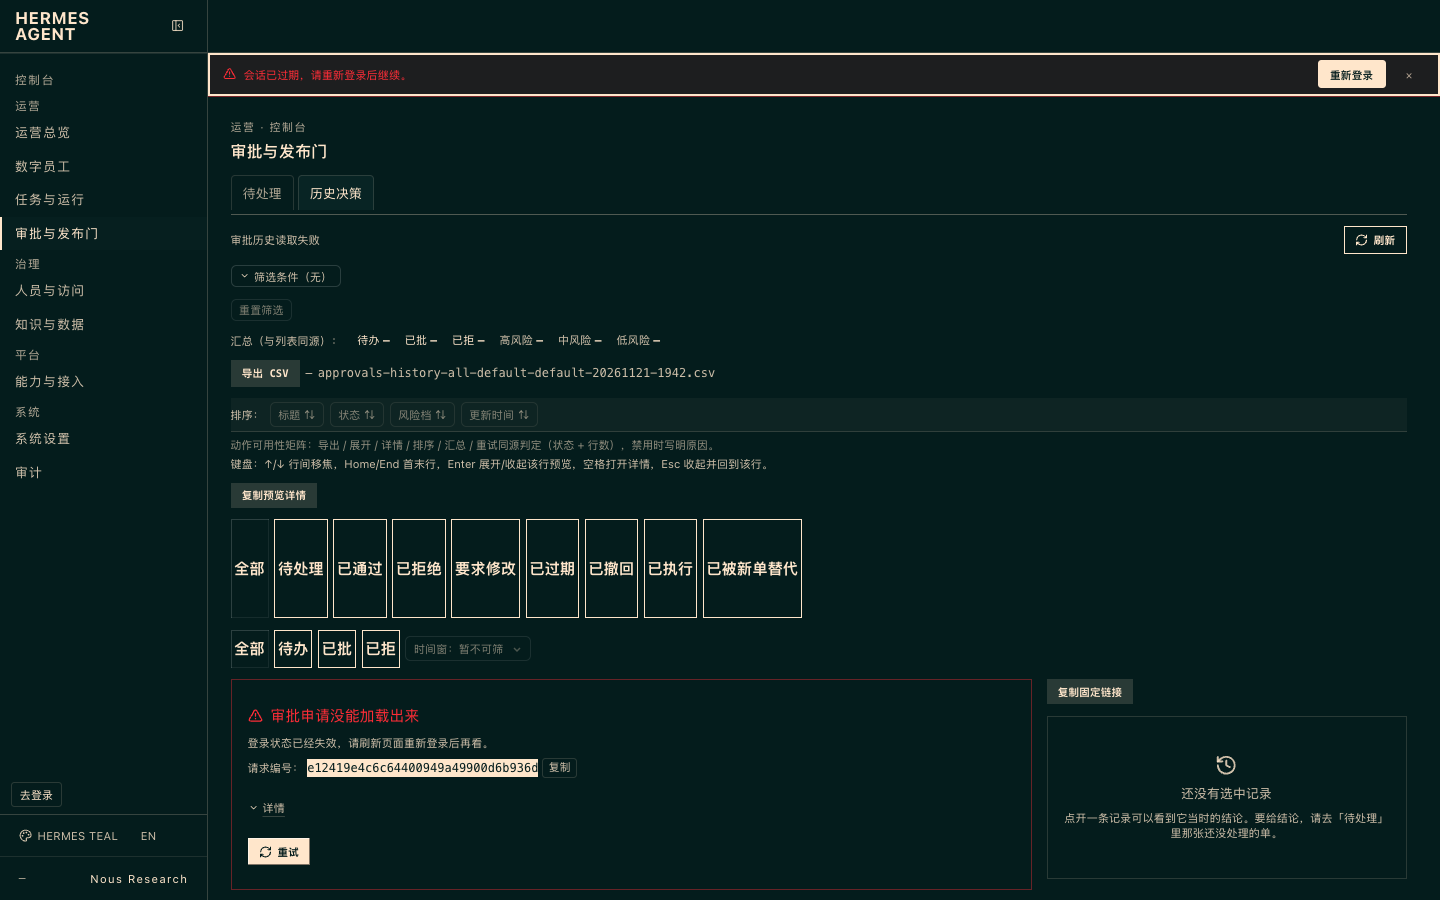 HERMES
AGENT
控制台
运营
运营总览
数字员工
任务与运行
审批与发布门
治理
人员与访问
知识与数据
平台
能力与接入
系统
系统设置
审计
去登录
HERMES TEAL EN
— Nous Research
会话已过期，请重新登录后继续。 重新登录 ×
运营 · 控制台
审批与发布门
待处理 历史决策
审批历史读取失败 刷新
筛选条件（无）
重置筛选
汇总（与列表同源）： 待办 — 已批 — 已拒 — 高风险 — 中风险 — 低风险 —
导出 CSV — approvals-history-all-default-default-20261121-1942.csv
排序： 标题 ⇅ 状态 ⇅ 风险档 ⇅ 更新时间 ⇅
动作可用性矩阵：导出 / 展开 / 详情 / 排序 / 汇总 / 重试同源判定（状态 + 行数），禁用时写明原因。
键盘：↑/↓ 行间移焦，Home/End 首末行，Enter 展开/收起该行预览，空格打开详情，Esc 收起并回到该行。
复制预览详情
全部 待处理 已通过 已拒绝 要求修改 已过期 已撤回 已执行 已被新单替代
全部 待办 已批 已拒 时间窗：暂不可筛
审批申请没能加载出来
登录状态已经失效，请刷新页面重新登录后再看。
请求编号： e12419e4c6c64400949a49900d6b936d 复制
详情
重试
复制固定链接
还没有选中记录
点开一条记录可以看到它当时的结论。要给结论，请去「待处理」
里那张还没处理的单。